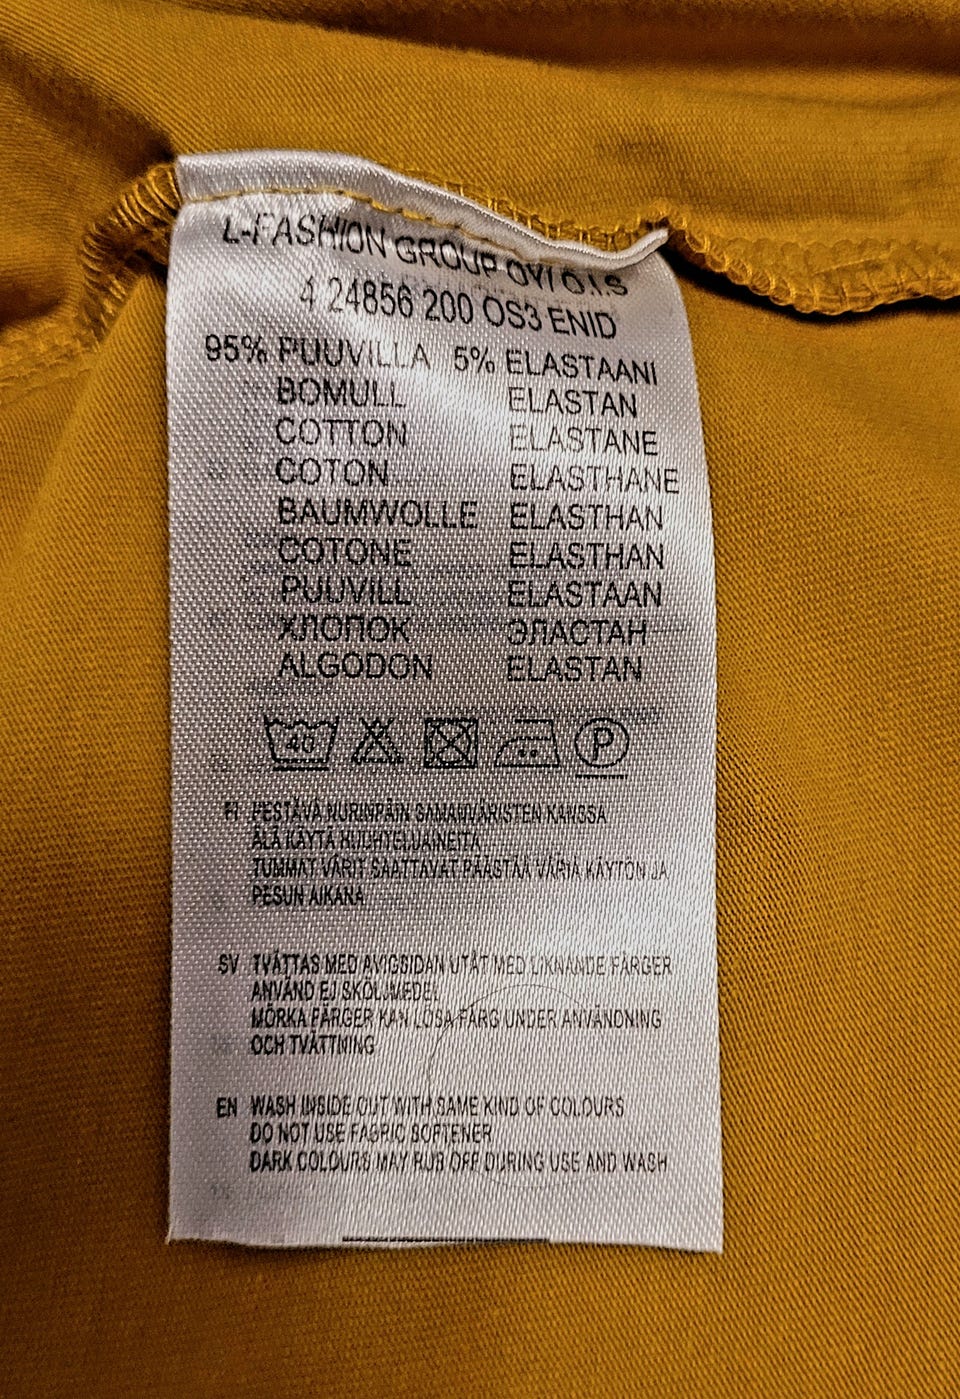 L-FASHION GROUP OY/ O.I.S
4 24856 200 OS3 ENID
95% PUUVILLA 5% ELASTAANI
BOMULL ELASTAN
COTTON ELASTANE
COTON ELASTHANE
BAUMWOLLE ELASTHAN
COTONE ELASTHAN
PUUVILL ELASTAAN
ХЛОПОК ЭЛАСТАН
ALGODON ELASTAN
40 P
FI PESTÄVÄ NURINPÄIN SAMANVÄRISTEN KANSSA
ÄLÄ KÄYTÄ HUUHTELUAINEITA
TUMMAT VÄRIT SAATTAVAT PÄÄSTÄÄ VÄRIÄ KÄYTÖN JA
PESUN AIKANA
SV TVÄTTAS MED AVIGSIDAN UTÅT MED LIKNANDE FÄRGER
ANVÄND EJ SKÖLJMEDEL
MÖRKA FÄRGER KAN LOSA FÄRG UNDER ANVÄNDNING
OCH TVÄTTNING
EN WASH INSIDE OUT WITH SAME KIND OF COLOURS
DO NOT USE FABRIC SOFTENER
DARK COLOURS MAY RUB OFF DURING USE AND WASH